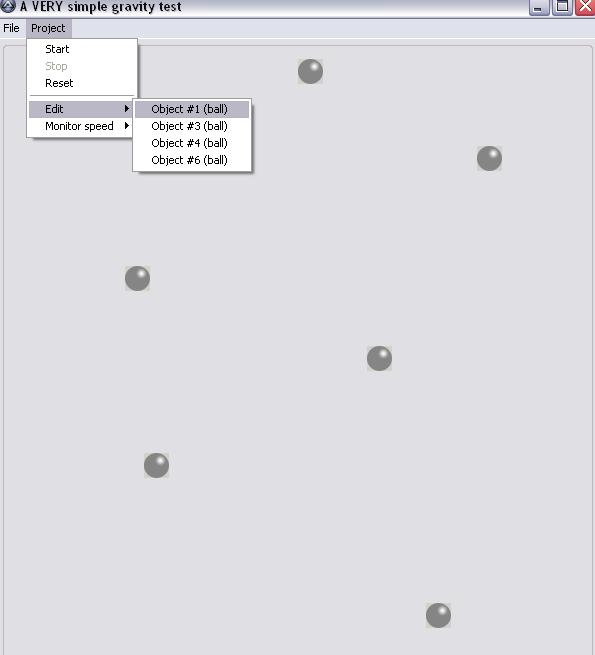 A VERY simple gravity test
File Project
Start
Stop
Reset
Edit
Monitor speed
Object #1 (ball)
Object #3 (ball)
Object #4 (ball)
Object #6 (ball)